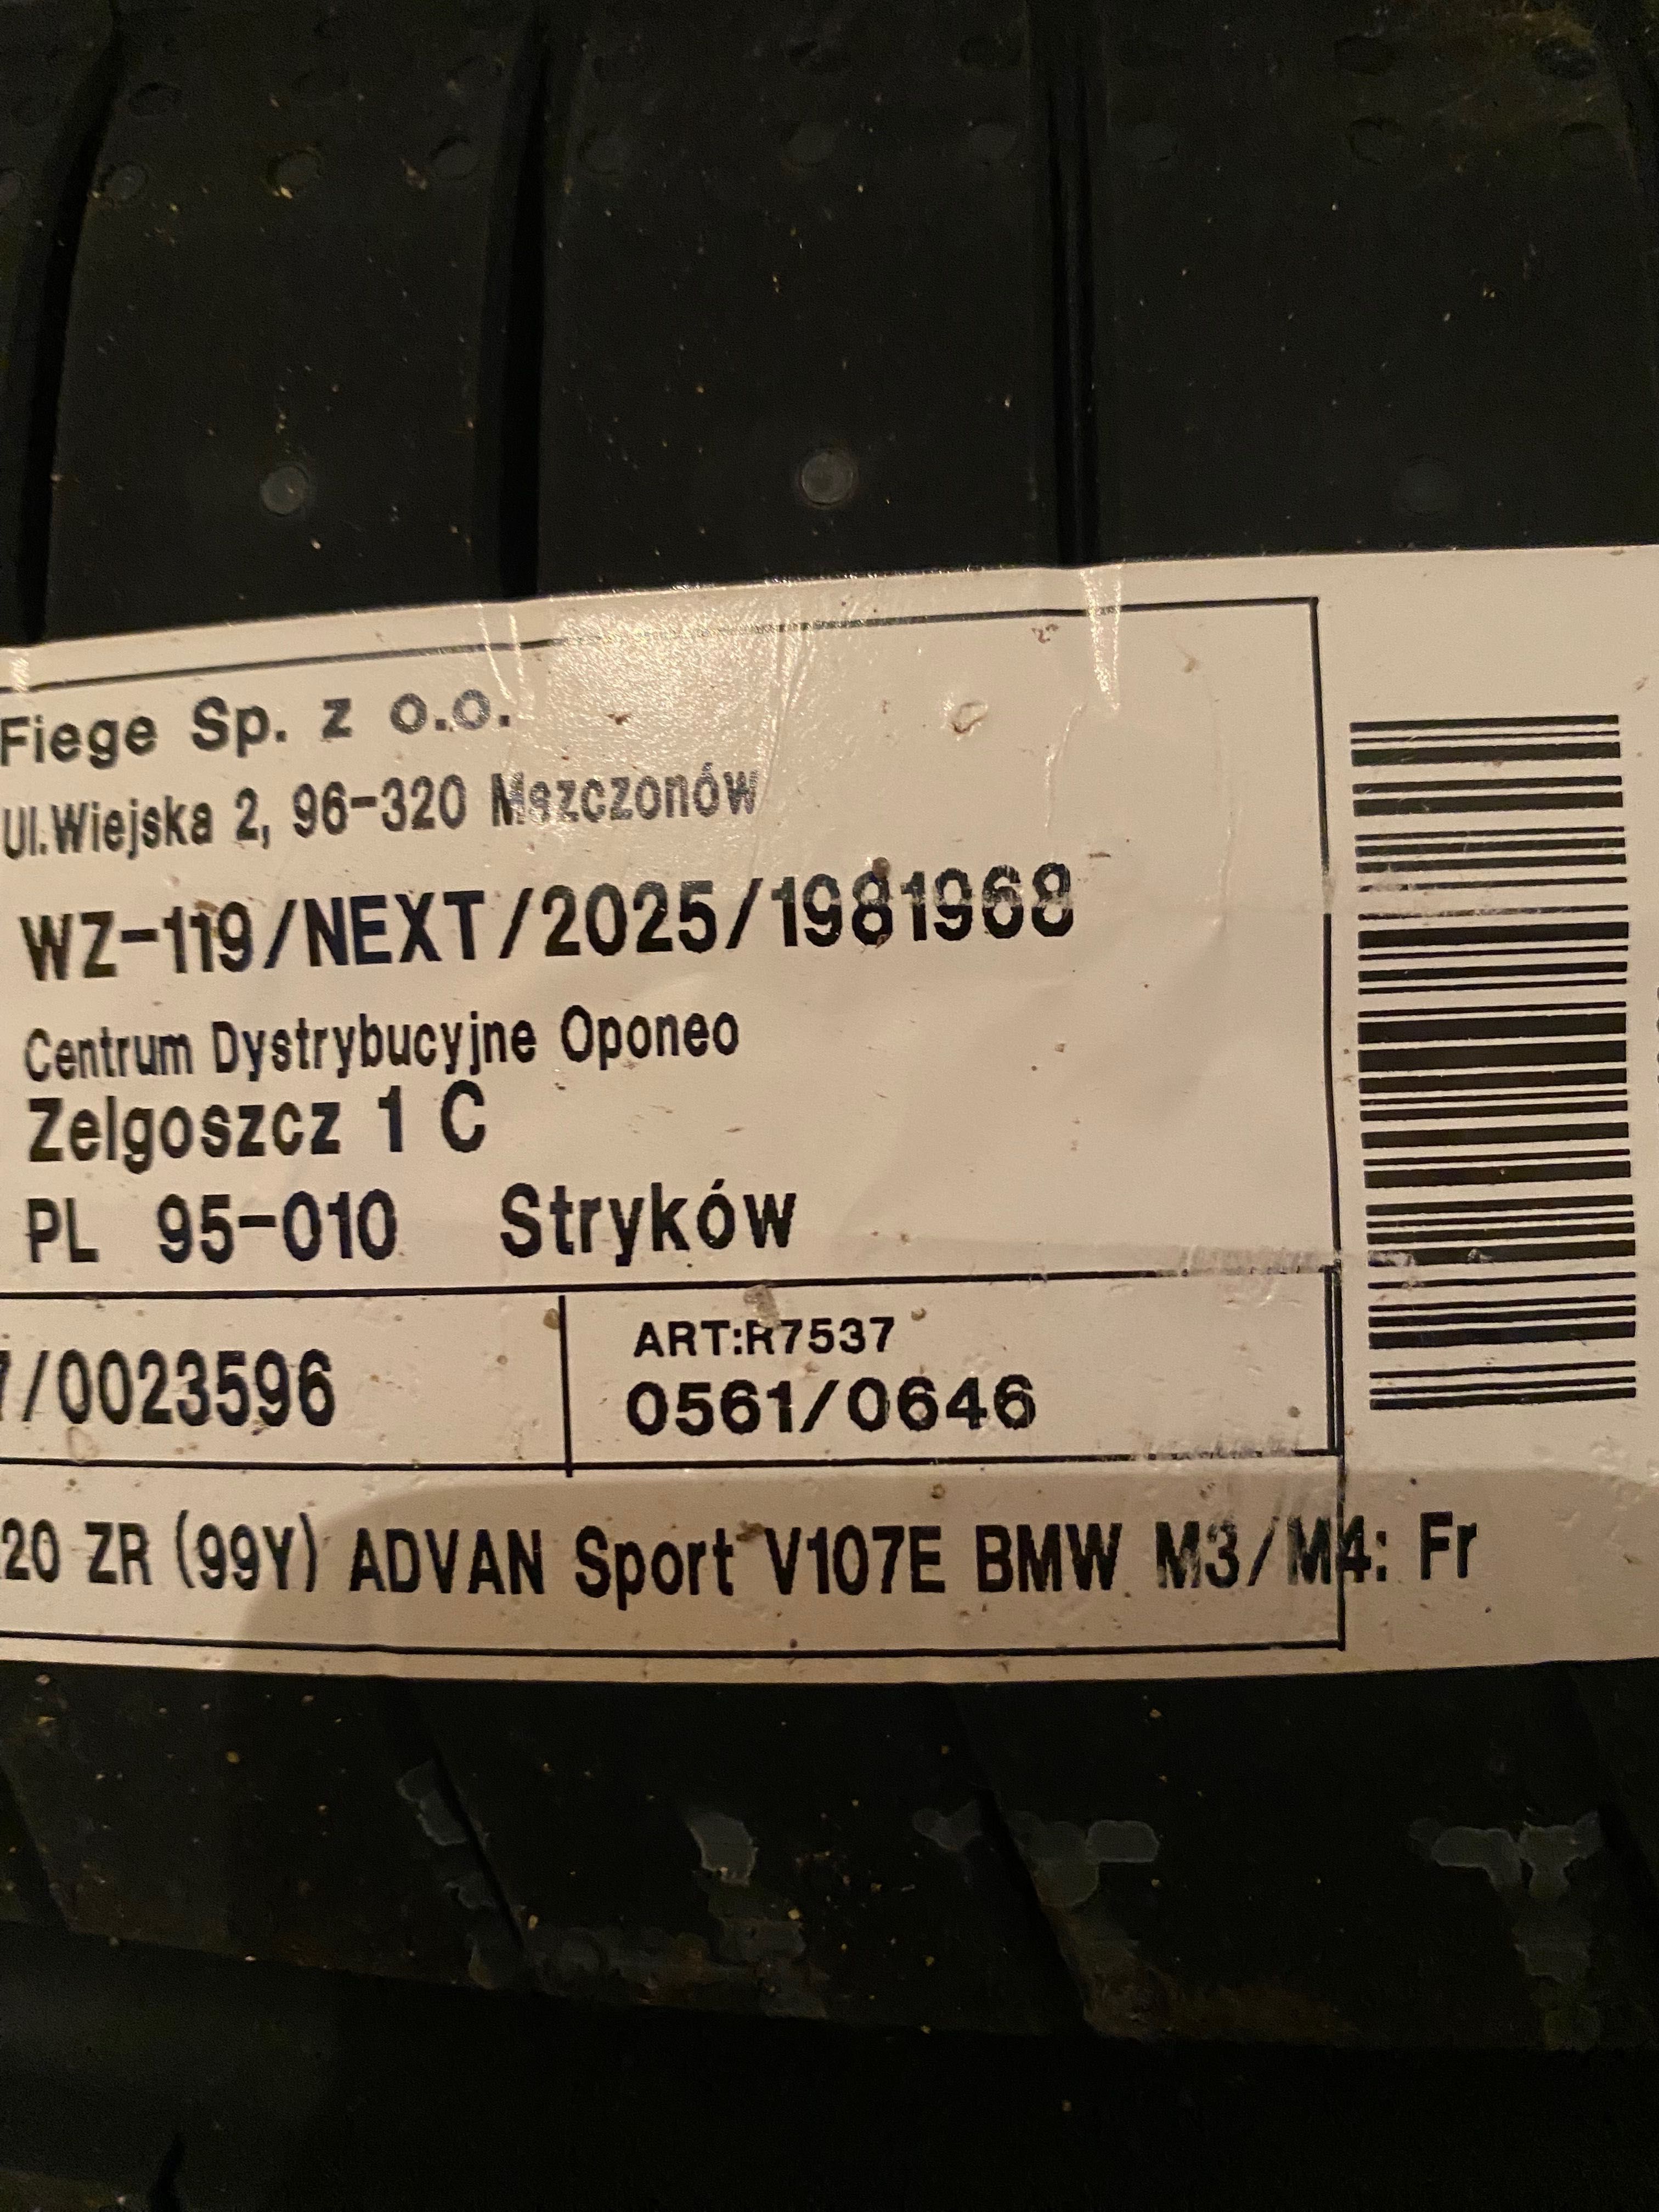 Fiege Sp. z o.o.
Ul.Wiejska 2, 96-320 Mszczonów
WZ-119/NEXT/2025/1981968
Centrum Dystrybucyjne Oponeo
Zelgoszcz 1 C
PL 95-010 Stryków
/0023596
ART:R7537
0561/0646
20 ZR (99Y) ADVAN Sport V107E BMW M3/M4: Fr